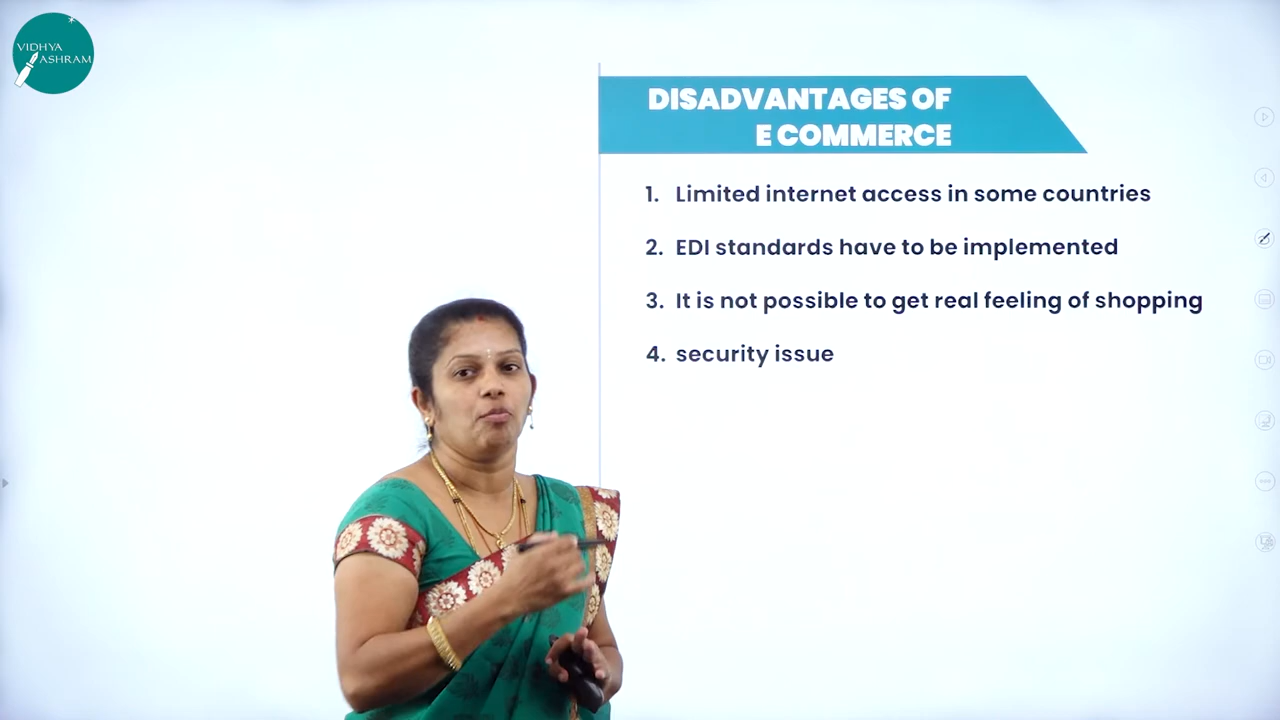 VIDHYA
ASHRAM
DISADVANTAGES OF
E COMMERCE
1. Limited internet access in some countries
2. EDI standards have to be implemented
3. It is not possible to get real feeling of shopping
4. security issue